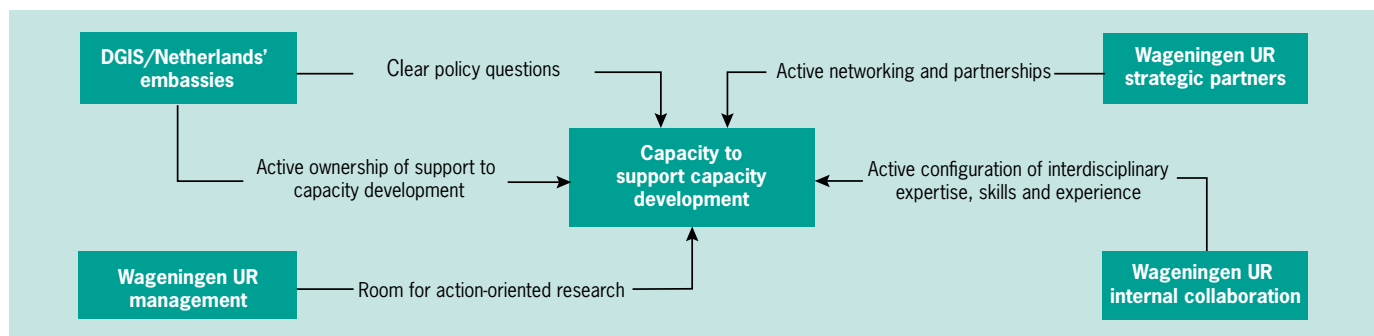 DGIS/Netherlands'
embassies
Clear policy questions
Active networking and partnerships
Wageningen UR
strategic partners
Active ownership of support to
capacity development
Capacity to
support capacity
development
Active configuration of interdisciplinary
expertise, skills and experience
Wageningen UR
management
Room for action-oriented research
Wageningen UR
internal collaboration